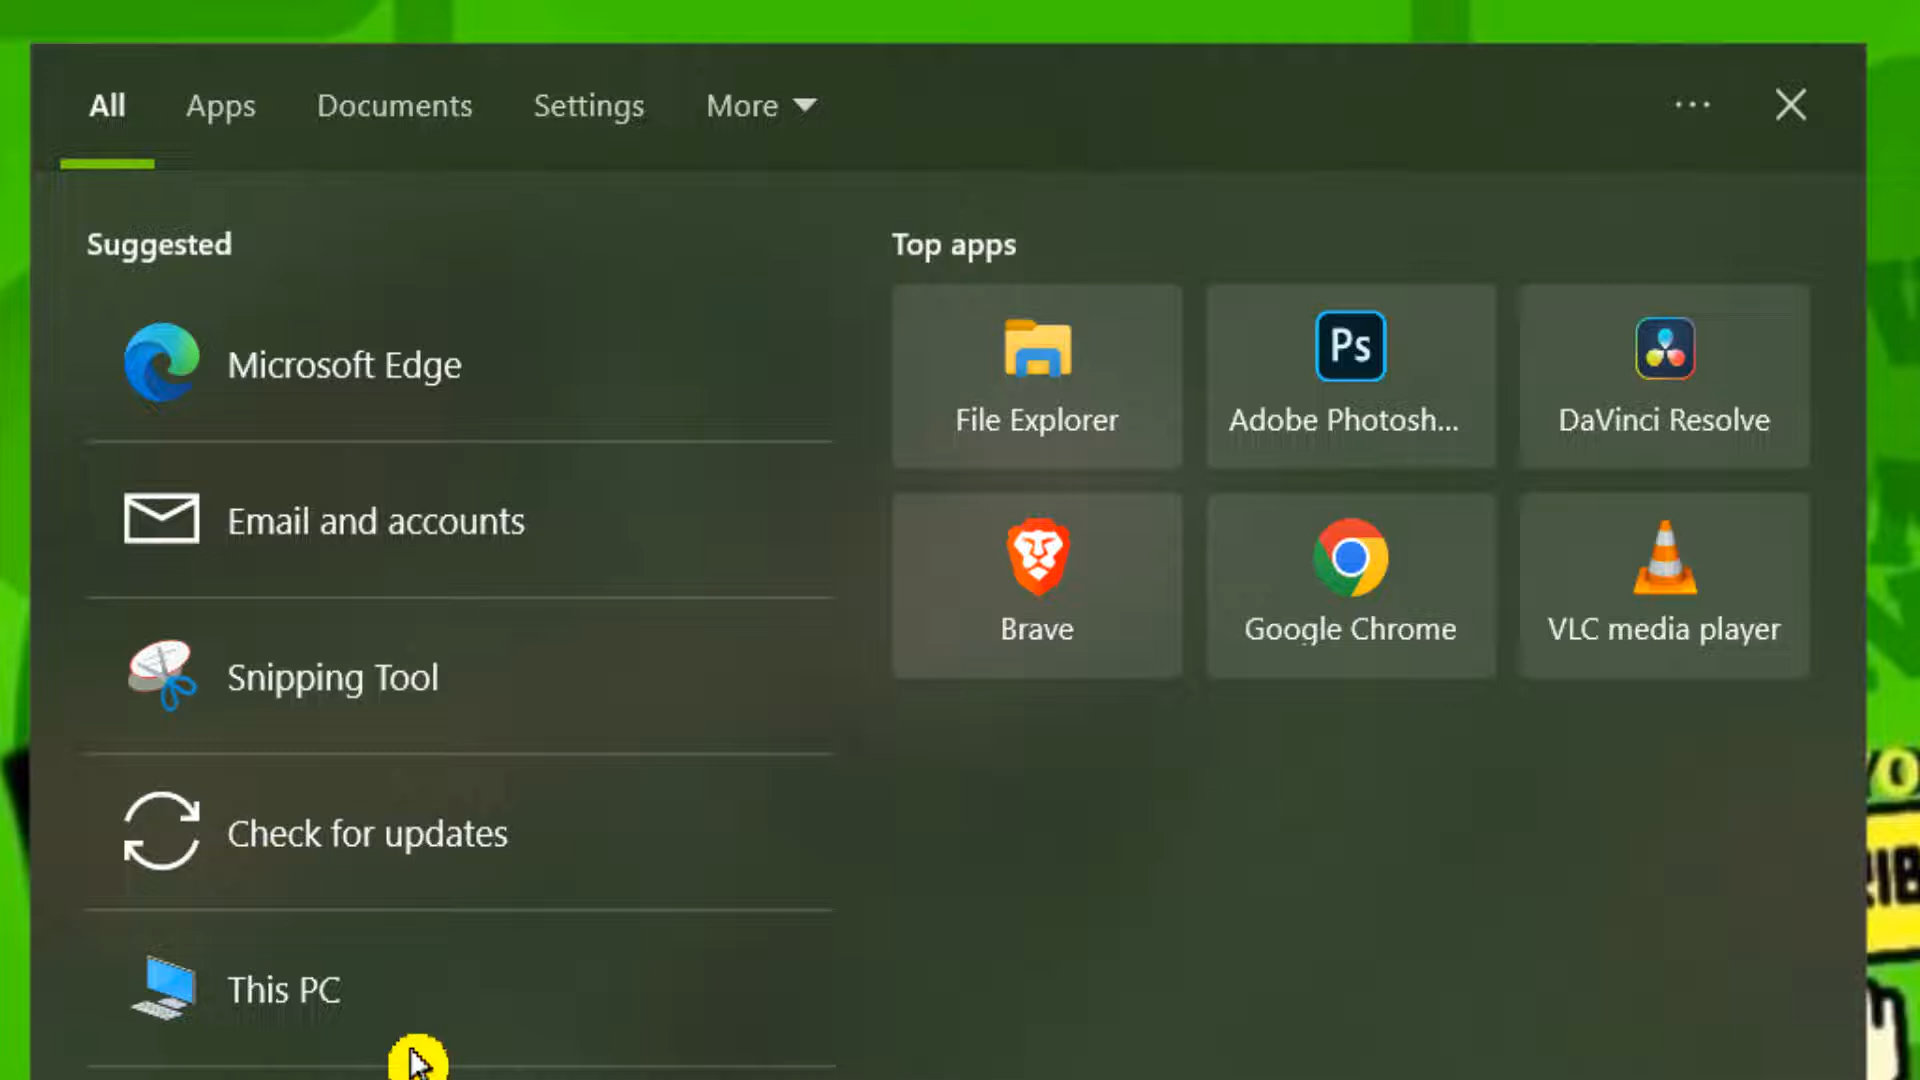 All Apps Documents Settings More
Suggested
Microsoft Edge
Email and accounts
Snipping Tool
Check for updates
This PC
Top apps
File Explorer
Ps
Adobe Photosh...
DaVinci Resolve
Brave
Google Chrome
VLC media player